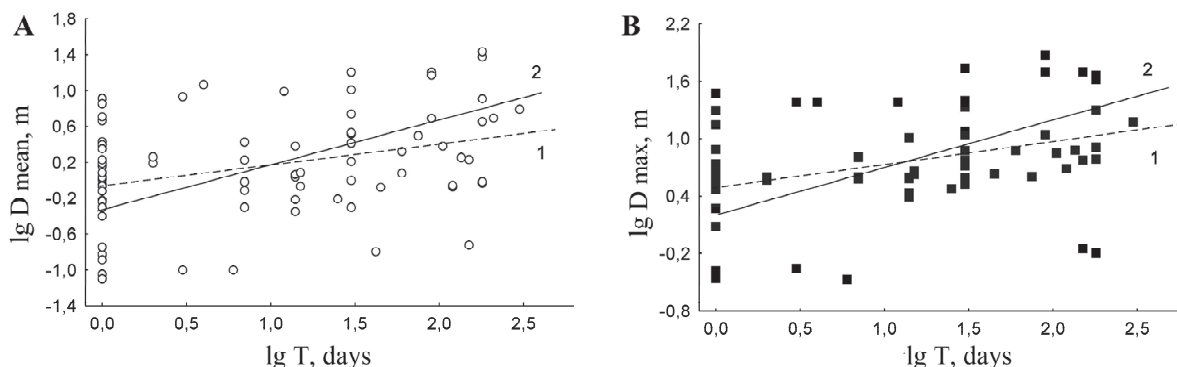 A
lg D mean, m
1,8
1,4
1,0
0,6
0,2
-0,2
-0,6
-1,0
-1,4
2
1
0,0 0,5 1,0 1,5 2,0 2,5
lg T, days
B
lg D max, m
2,2
1,6
1,0
0,4
-0,2
-0,8
2
1
0,0 0,5 1,0 1,5 2,0 2,5
lg T, days